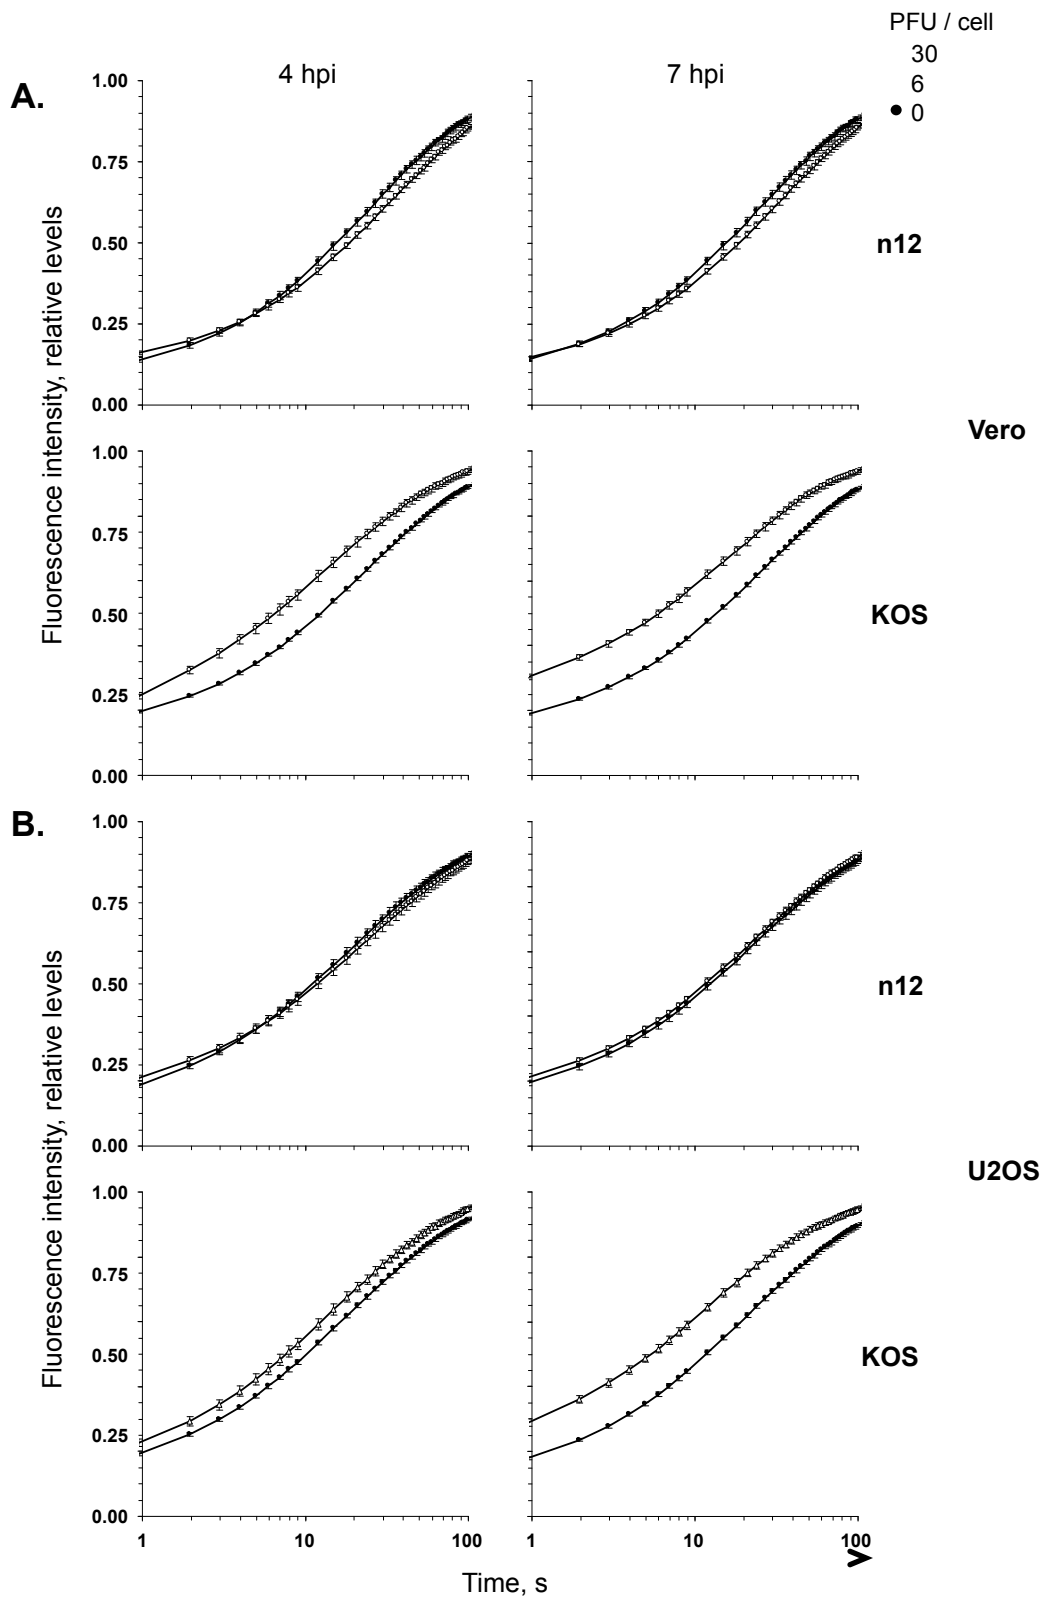 PFU / cell
30
6
0
A.
4 hpi
7 hpi
1.00
0.75
0.50
0.25
0.00
n12
Fluorescence intensity, relative levels
Vero
1.00
0.75
0.50
0.25
0.00
KOS
B.
1.00
0.75
0.50
0.25
0.00
n12
Fluorescence intensity, relative levels
U2OS
1.00
0.75
0.50
0.25
0.00
KOS
1 10 100 1 10 100
Time, s